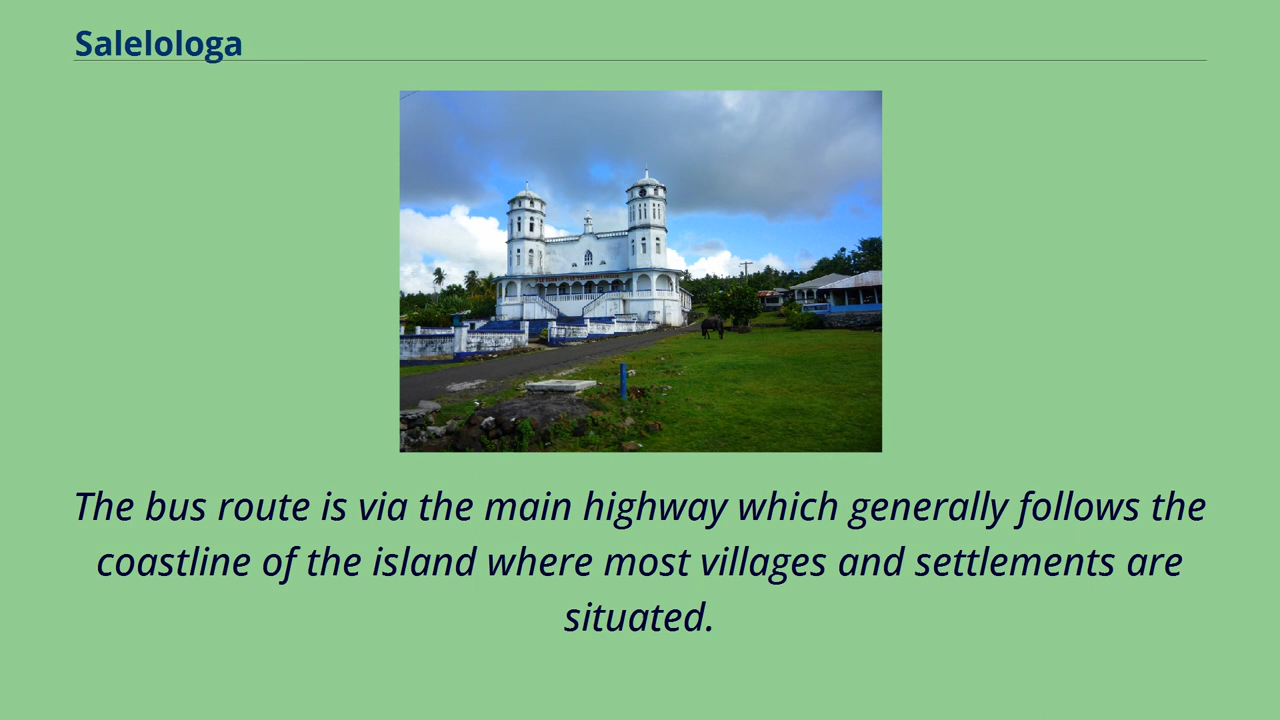 Salelologa
The bus route is via the main highway which generally follows the
coastline of the island where most villages and settlements are
situated.